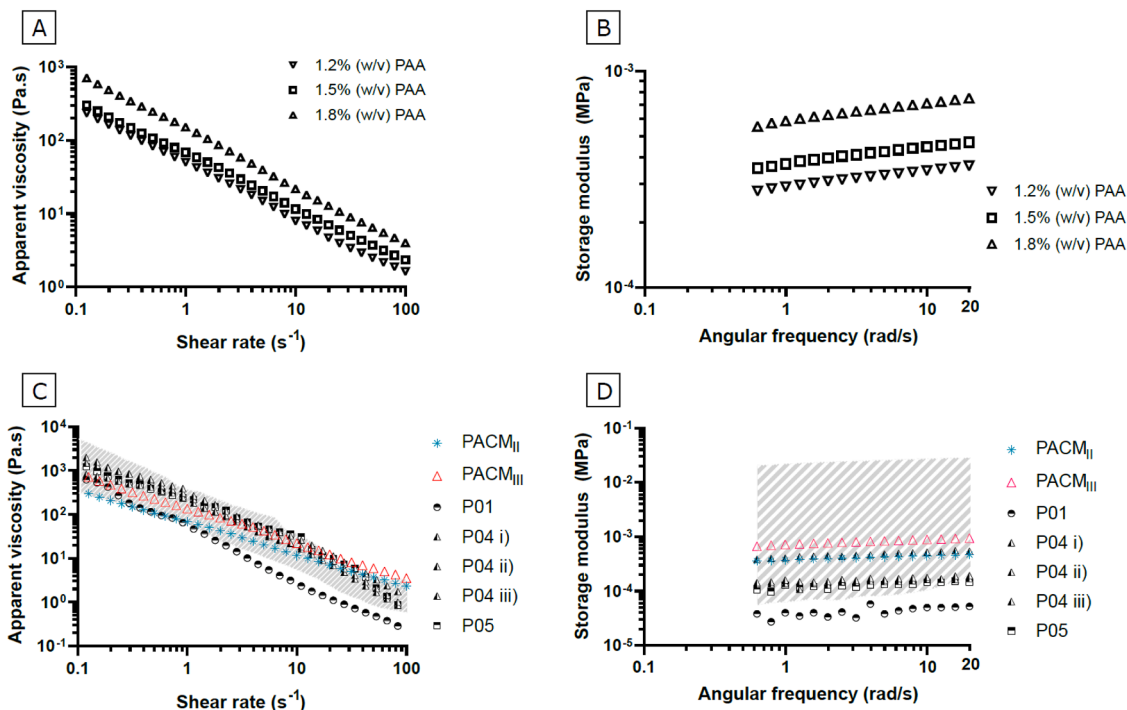 A
10³
10²
10¹
10⁰
0.1
1
10
100
Apparent viscosity (Pa.s)
Shear rate (s⁻¹)
1.2% (w/v) PAA
1.5% (w/v) PAA
1.8% (w/v) PAA
B
10⁻³
10⁻⁴
0.1
1
10
20
Storage modulus (MPa)
Angular frequency (rad/s)
1.2% (w/v) PAA
1.5% (w/v) PAA
1.8% (w/v) PAA
C
10⁴
10³
10²
10¹
10⁰
10⁻¹
0.1
1
10
100
Apparent viscosity (Pa.s)
Shear rate (s⁻¹)
PACM_II
PACM_III
P01
P04 i)
P04 ii)
P04 iii)
P05
D
10⁻¹
10⁻²
10⁻³
10⁻⁴
10⁻⁵
0.1
1
10
20
Storage modulus (MPa)
Angular frequency (rad/s)
PACM_II
PACM_III
P01
P04 i)
P04 ii)
P04 iii)
P05